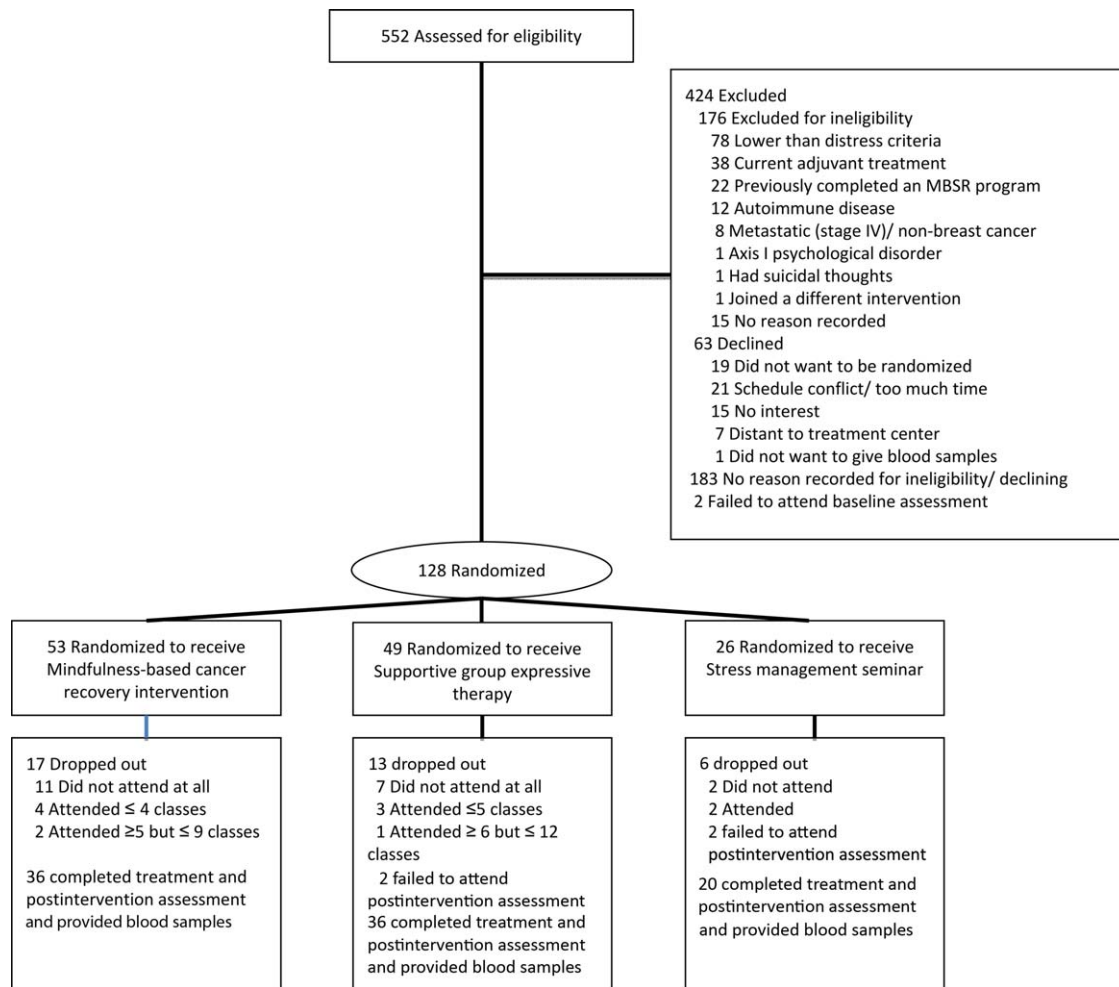 552 Assessed for eligibility
424 Excluded
176 Excluded for ineligibility
78 Lower than distress criteria
38 Current adjuvant treatment
22 Previously completed an MBSR program
12 Autoimmune disease
8 Metastatic (stage IV)/ non-breast cancer
1 Axis I psychological disorder
1 Had suicidal thoughts
1 Joined a different intervention
15 No reason recorded
63 Declined
19 Did not want to be randomized
21 Schedule conflict/ too much time
15 No interest
7 Distant to treatment center
1 Did not want to give blood samples
183 No reason recorded for ineligibility/ declining
2 Failed to attend baseline assessment
128 Randomized
53 Randomized to receive
Mindfulness-based cancer
recovery intervention
49 Randomized to receive
Supportive group expressive
therapy
26 Randomized to receive
Stress management seminar
17 Dropped out
11 Did not attend at all
4 Attended ≤ 4 classes
2 Attended ≥5 but ≤ 9 classes
36 completed treatment and
postintervention assessment
and provided blood samples
13 dropped out
7 Did not attend at all
3 Attended ≤5 classes
1 Attended ≥ 6 but ≤ 12
classes
2 failed to attend
postintervention assessment
36 completed treatment and
postintervention assessment
and provided blood samples
6 dropped out
2 Did not attend
2 Attended
2 failed to attend
postintervention assessment
20 completed treatment and
postintervention assessment
and provided blood samples